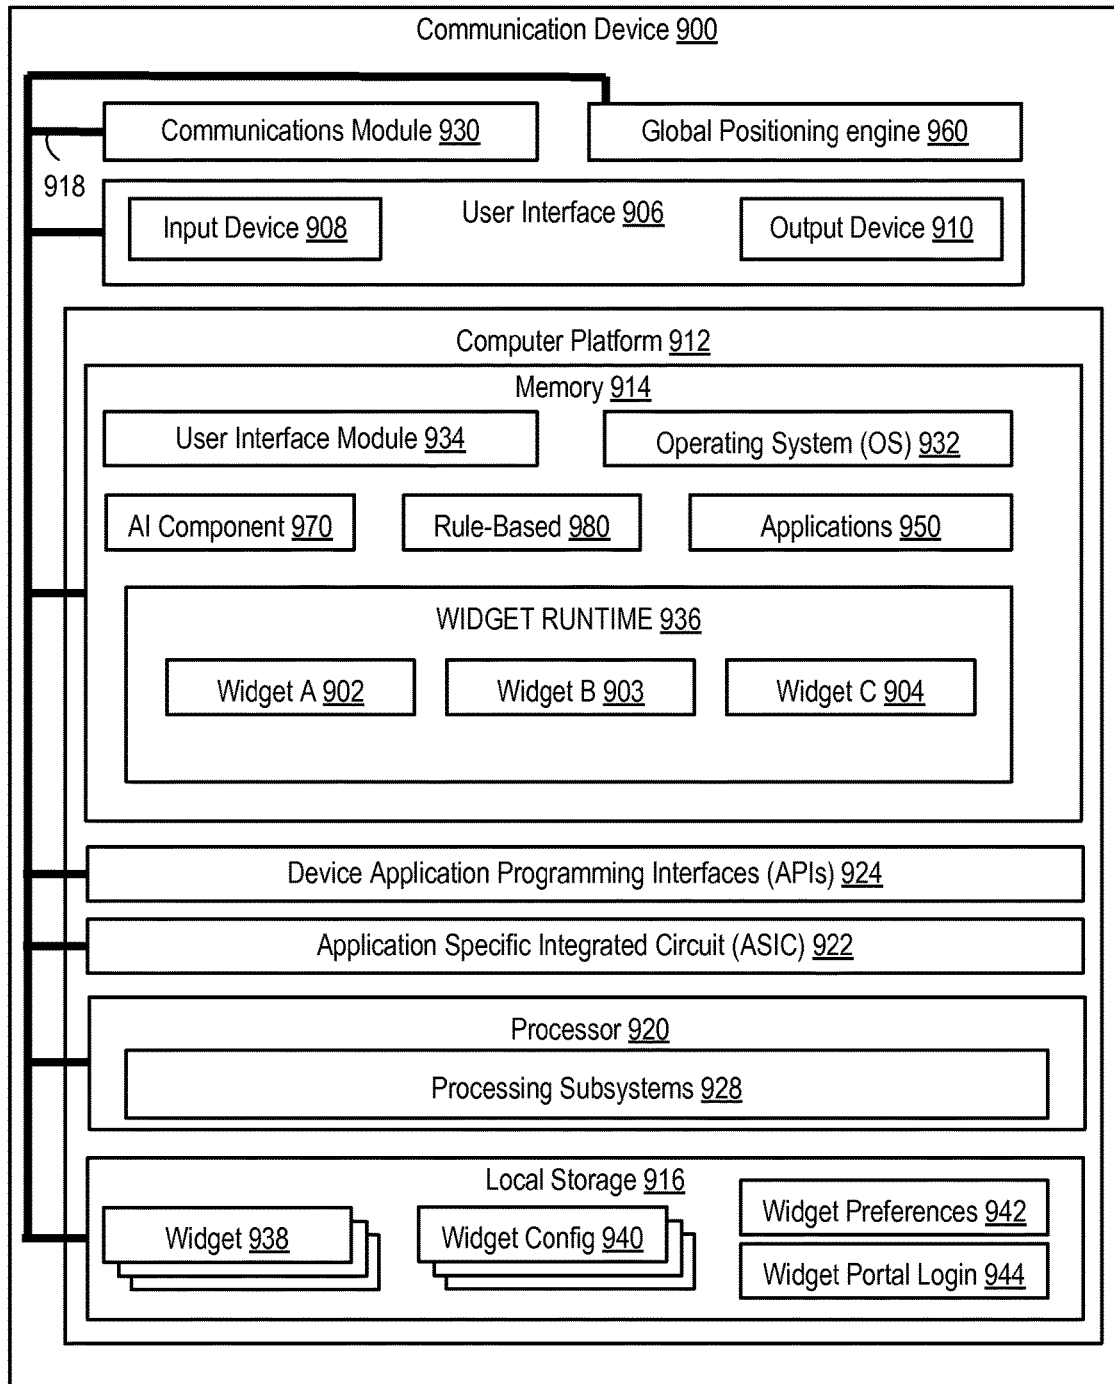 Communication Device 900
Communications Module 930
Global Positioning engine 960
918
User Interface 906
Input Device 908
Output Device 910
Computer Platform 912
Memory 914
User Interface Module 934
Operating System (OS) 932
AI Component 970
Rule-Based 980
Applications 950
WIDGET RUNTIME 936
Widget A 902
Widget B 903
Widget C 904
Device Application Programming Interfaces (APIs) 924
Application Specific Integrated Circuit (ASIC) 922
Processor 920
Processing Subsystems 928
Local Storage 916
Widget 938
Widget Config 940
Widget Preferences 942
Widget Portal Login 944